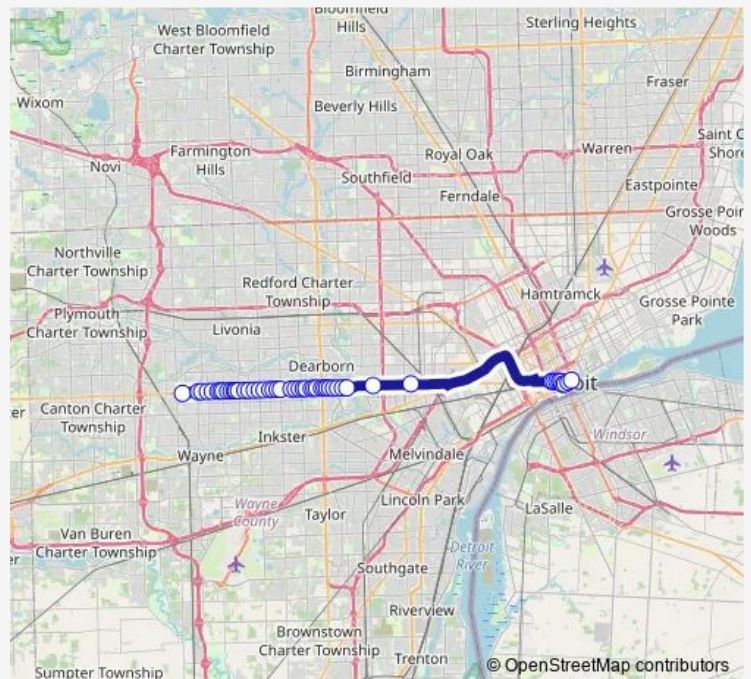 Bloomfield
Hills
Sterling Heights
West Bloomfield
Charter Township
Birmingham
Fraser
Wixom
Beverly Hills
Saint C
Shore
Farmington
Hills
Royal Oak
Warren
Novi
Southfield
Eastpointe
Ferndale
Grosse Poin
Woods
Northville
Charter Township
Redford Charter
Township
Hamtramck
Grosse Pointe
Park
Plymouth
Charter Township
Livonia
Dearborn
oit
er
Canton Charter
Township
Inkster
Windsor
Wayne
Melvindale
Wayne
County
Taylor
Lincoln Park
LaSalle
Van Buren
Charter Township
er
Detroit
River
Southgate
Riverview
Brownstown
Charter Township
Trenton
Sumpter Township
© OpenStreetMap contributors